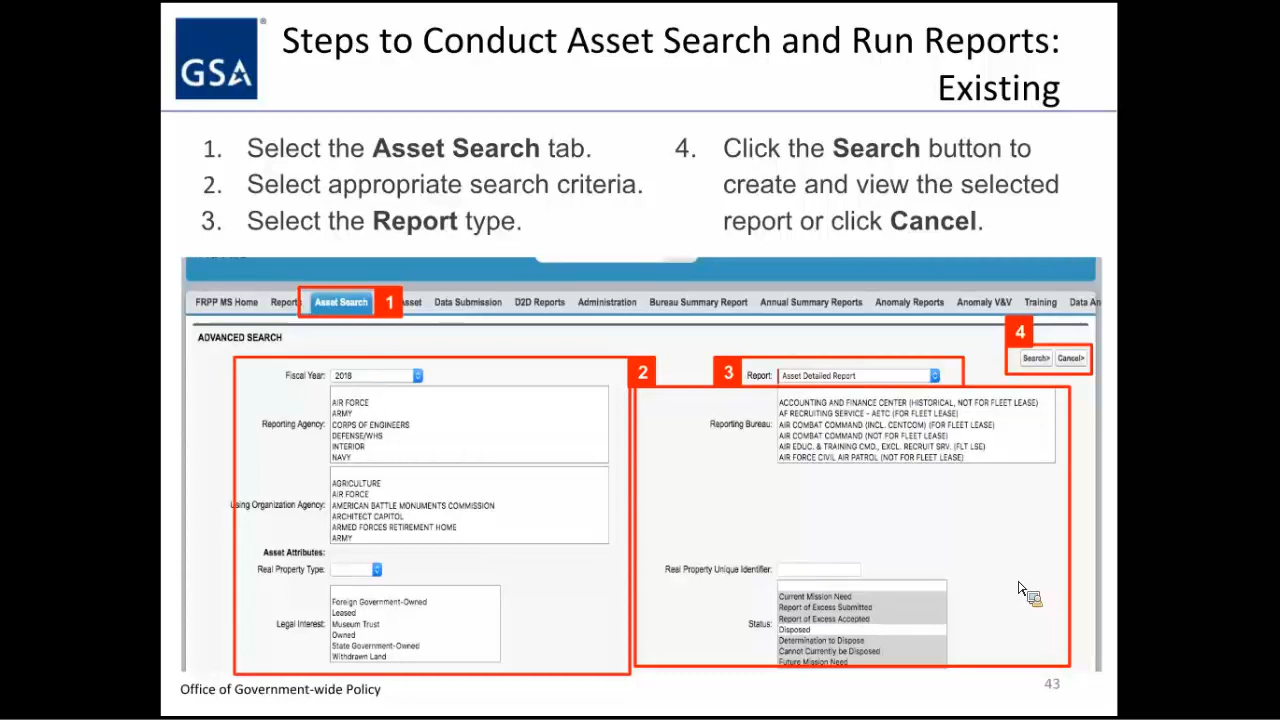 GSA
®
Steps to Conduct Asset Search and Run Reports:
Existing
1. Select the Asset Search tab.
2. Select appropriate search criteria.
3. Select the Report type.
4. Click the Search button to
create and view the selected
report or click Cancel.
FRPP MS Home Report Asset Search 1 sset Data Submission D2D Reports Administration Bureau Summary Report Annual Summary Reports Anomaly Reports Anomaly V&V Training Data An
ADVANCED SEARCH
4
Search> Cancel>
Fiscal Year: 2018
2
3
Report: Asset Detailed Report
Reporting Agency:
AIR FORCE
ARMY
CORPS OF ENGINEERS
DEFENSE/WHS
INTERIOR
NAVY
Reporting Bureau:
ACCOUNTING AND FINANCE CENTER (HISTORICAL, NOT FOR FLEET LEASE)
AF RECRUITING SERVICE - AETC (FOR FLEET LEASE)
AIR COMBAT COMMAND (INCL. CENTCOM) (FOR FLEET LEASE)
AIR COMBAT COMMAND (NOT FOR FLEET LEASE)
AIR EDUC. & TRAINING CMD., EXCL. RECRUIT SRV. (FLT LSE)
AIR FORCE CIVIL AIR PATROL (NOT FOR FLEET LEASE)
Using Organization Agency:
AGRICULTURE
AIR FORCE
AMERICAN BATTLE MONUMENTS COMMISSION
ARCHITECT CAPITOL
ARMED FORCES RETIREMENT HOME
ARMY
Asset Attributes:
Real Property Type:
Real Property Unique Identifier:
Legal Interest:
Foreign Government-Owned
Leased
Museum Trust
Owned
State Government-Owned
Withdrawn Land
Status:
Current Mission Need
Report of Excess Submitted
Report of Excess Accepted
Disposed
Determination to Dispose
Cannot Currently be Disposed
Future Mission Need
Office of Government-wide Policy
43